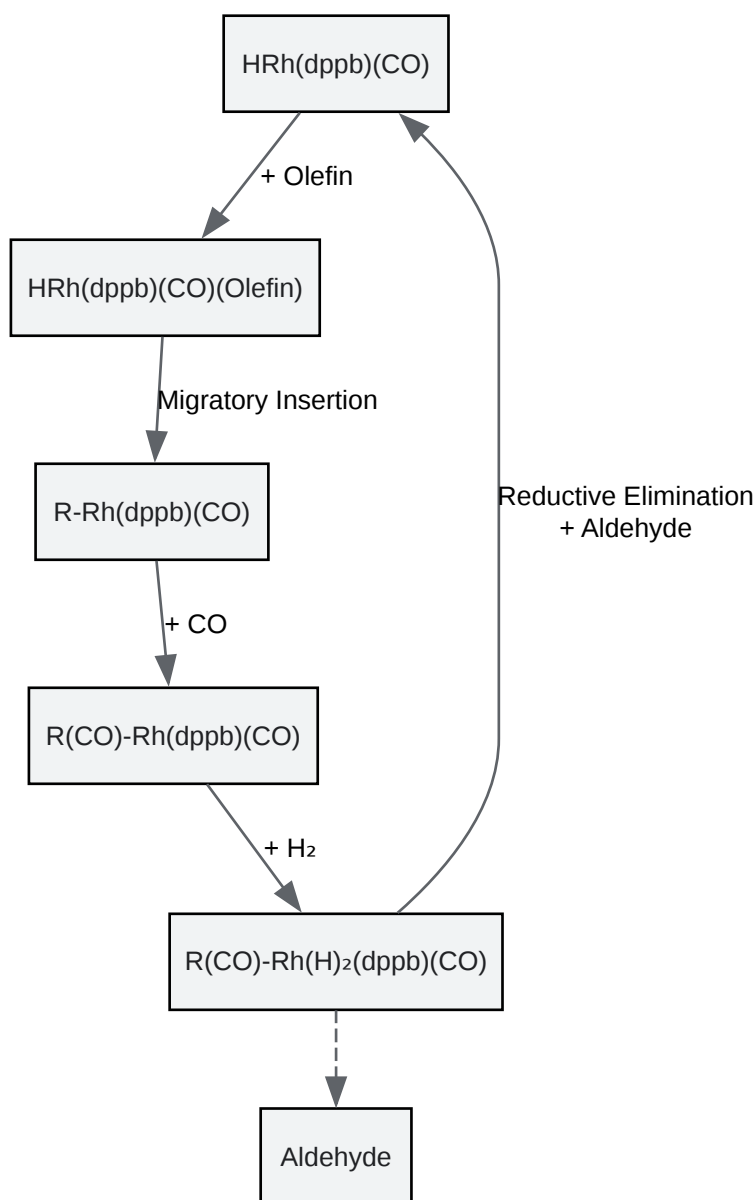 HRh(dppb)(CO)
+ Olefin
HRh(dppb)(CO)(Olefin)
Migratory Insertion
R-Rh(dppb)(CO)
Reductive Elimination
+ Aldehyde
+ CO
R(CO)-Rh(dppb)(CO)
+ H₂
R(CO)-Rh(H)₂(dppb)(CO)
Aldehyde